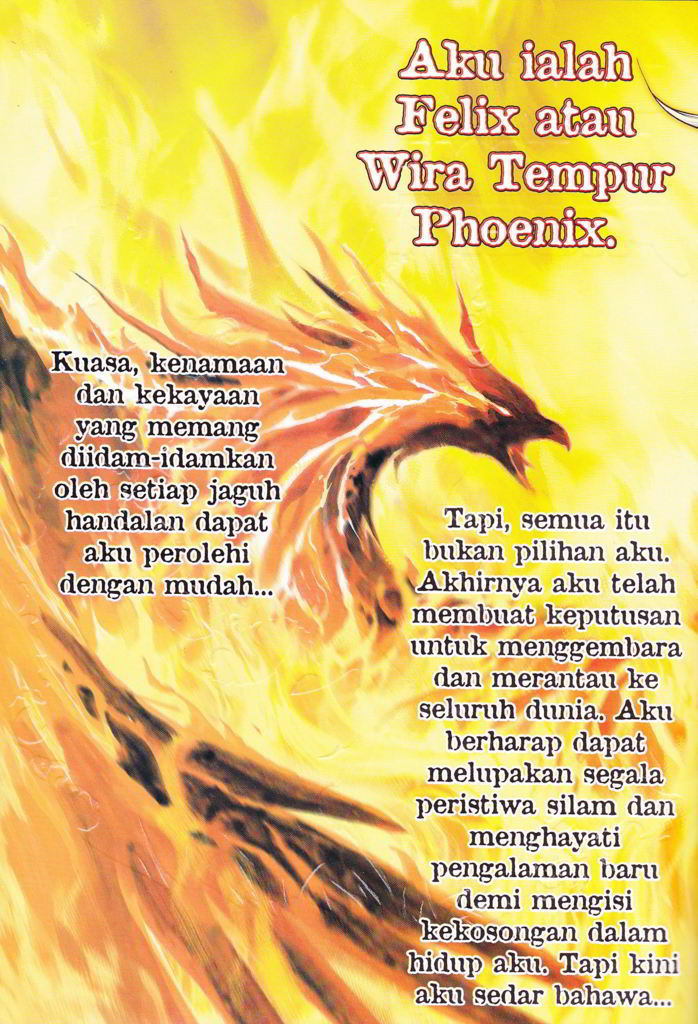 Aku ialah
Felix atau
Wira Tempur
Phoenix.
Kuasa, kenamaan
dan kekayaan
yang memang
diidam-idamkan
oleh setiap jaguh
handalan dapat
aku perolehi
dengan mudah...
Tapi, semua itu
bukan pilihan aku.
Akhirnya aku telah
membuat keputusan
untuk menggembara
dan merantau ke
seluruh dunia. Aku
berharap dapat
melupakan segala
peristiwa silam dan
menghayati
pengalaman baru
demi mengisi
kekosongan dalam
hidup aku. Tapi kini
aku sedar bahawa...